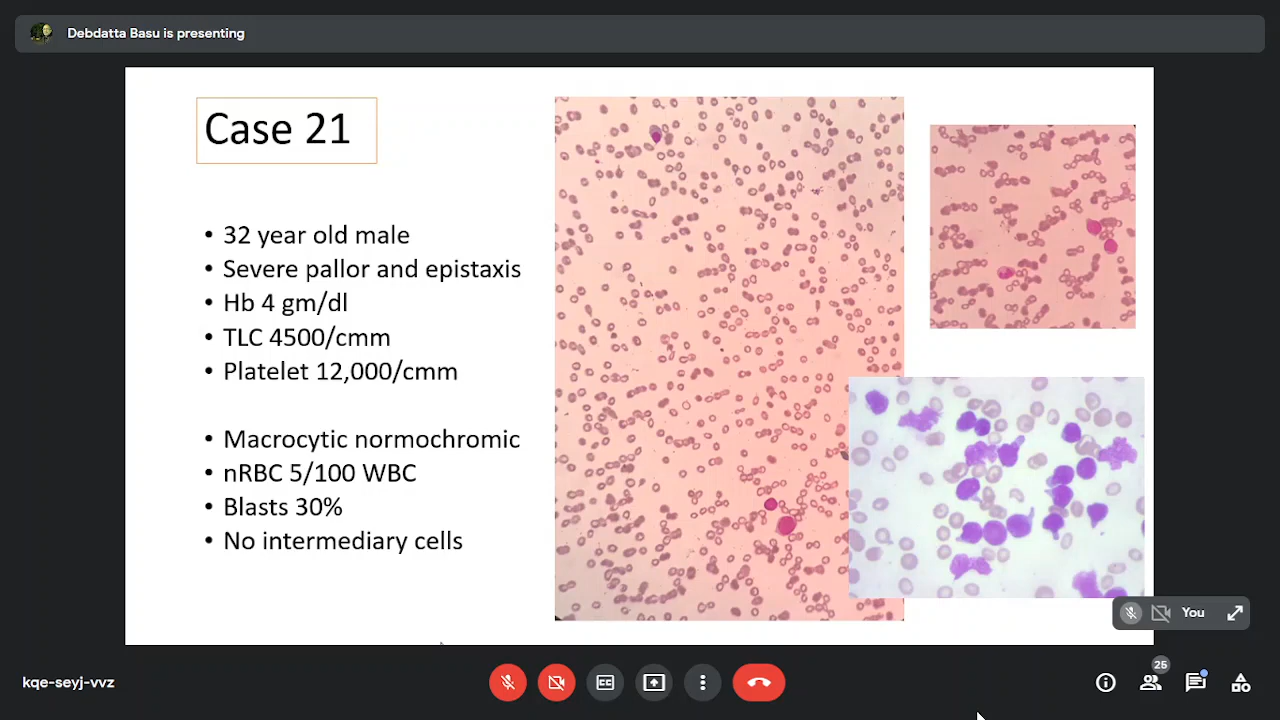 Debdatta Basu is presenting
Case 21
• 32 year old male
• Severe pallor and epistaxis
• Hb 4 gm/dl
• TLC 4500/cmm
• Platelet 12,000/cmm
• Macrocytic normochromic
• nRBC 5/100 WBC
• Blasts 30%
• No intermediary cells
You
kqe-seyj-vvz
CC
25